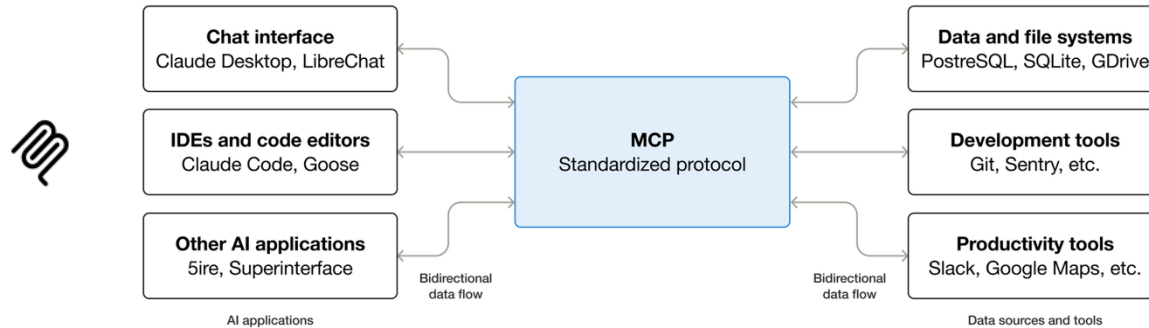 Chat interface
Claude Desktop, LibreChat
IDEs and code editors
Claude Code, Goose
Other AI applications
5ire, Superinterface
AI applications
Bidirectional
data flow
MCP
Standardized protocol
Bidirectional
data flow
Data and file systems
PostreSQL, SQLite, GDrive
Development tools
Git, Sentry, etc.
Productivity tools
Slack, Google Maps, etc.
Data sources and tools